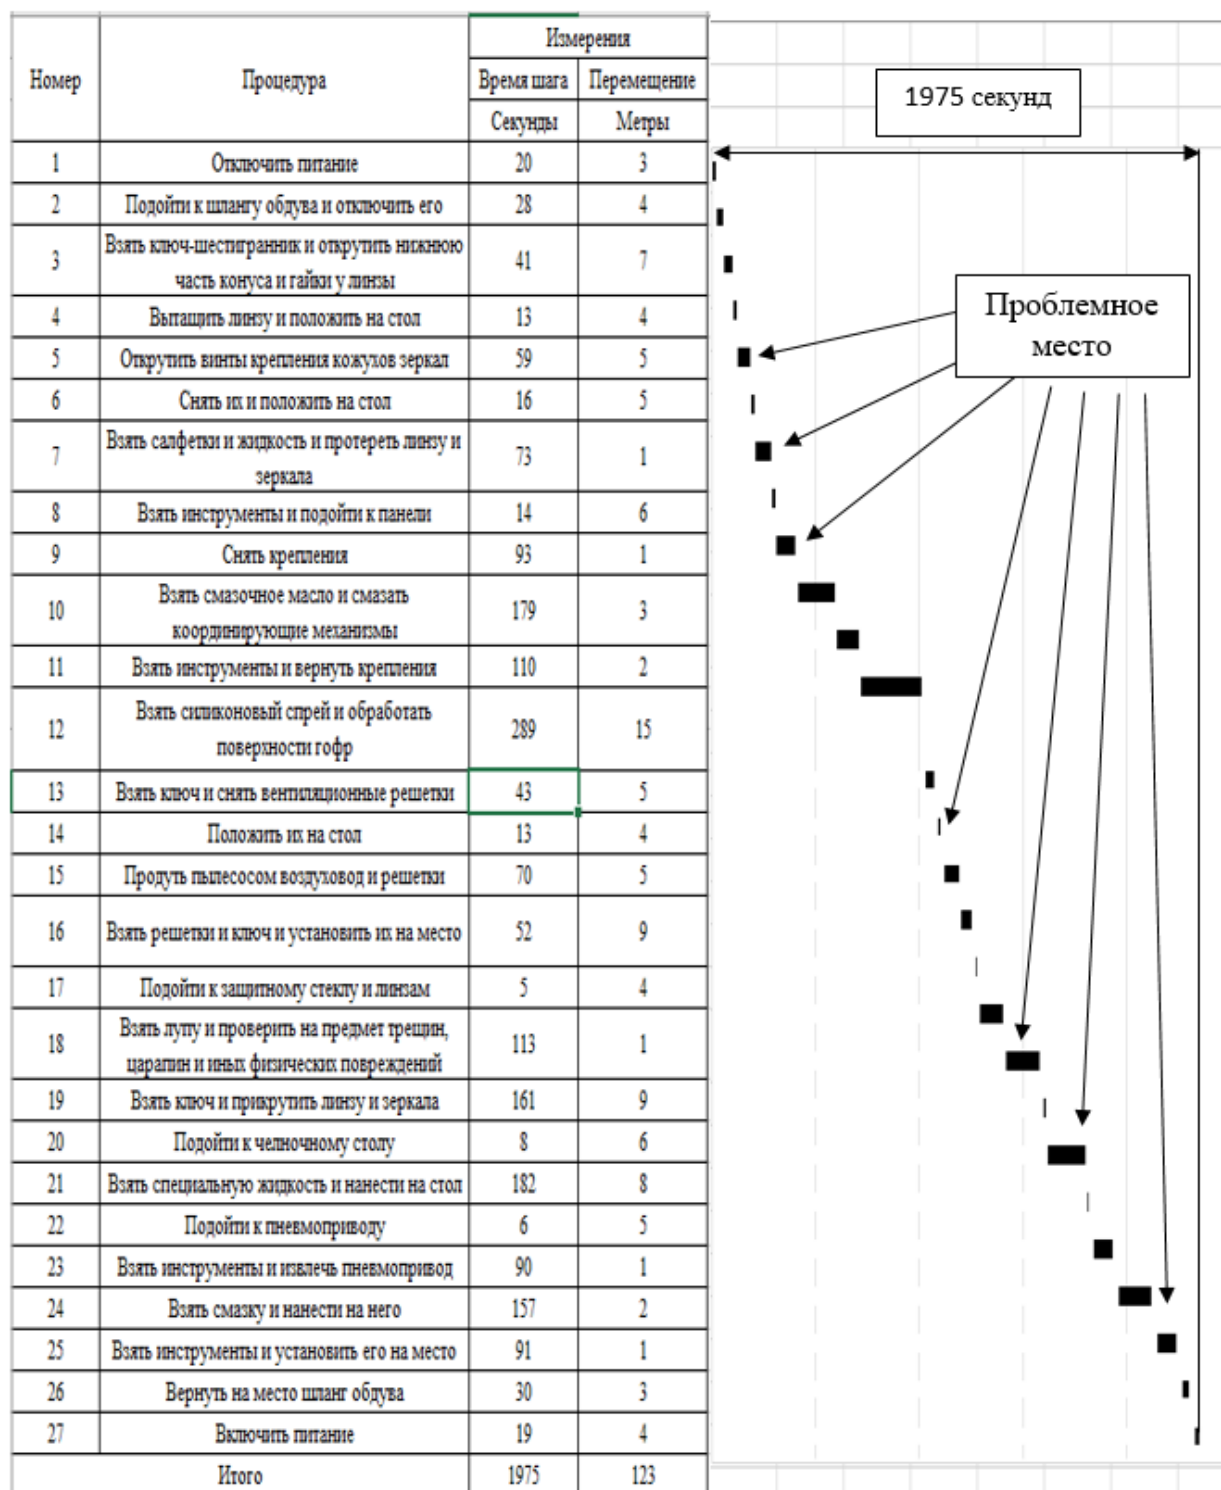 Измерения
Номер Процедура Время шага Перемещение
Секунды Метры
1975 секунд
1 Отключить питание 20 3
2 Подойти к шлангу обдува и отключить его 28 4
3 Взять ключ-шестигранник и открутить нижнюю
часть конуса и гайки у линзы 41 7
4 Вытащить линзу и положить на стол 13 4
Проблемное
место
5 Открутить винты крепления кожухов зеркал 59 5
6 Снять их и положить на стол 16 5
7 Взять салфетки и жидкость и протереть линзу и
зеркала 73 1
8 Взять инструменты и подойти к панели 14 6
9 Снять крепления 93 1
10 Взять смазочное масло и смазать
координирующие механизмы 179 3
11 Взять инструменты и вернуть крепления 110 2
12 Взять силиконовый спрей и обработать
поверхности гофр 289 15
13 Взять ключ и снять вентиляционные решетки 43 5
14 Положить их на стол 13 4
15 Продуть пылесосом воздуховод и решетки 70 5
16 Взять решетки и ключ и установить их на место 52 9
17 Подойти к защитному стеклу и линзам 5 4
18 Взять лупу и проверить на предмет трещин,
царапин и иных физических повреждений 113 1
19 Взять ключ и прикрутить линзу и зеркала 161 9
20 Подойти к челночному столу 8 6
21 Взять специальную жидкость и нанести на стол 182 8
22 Подойти к пневмоприводу 6 5
23 Взять инструменты и извлечь пневмопривод 90 1
24 Взять смазку и нанести на него 157 2
25 Взять инструменты и установить его на место 91 1
26 Вернуть на место шланг обдува 30 3
27 Включить питание 19 4
Итого 1975 123